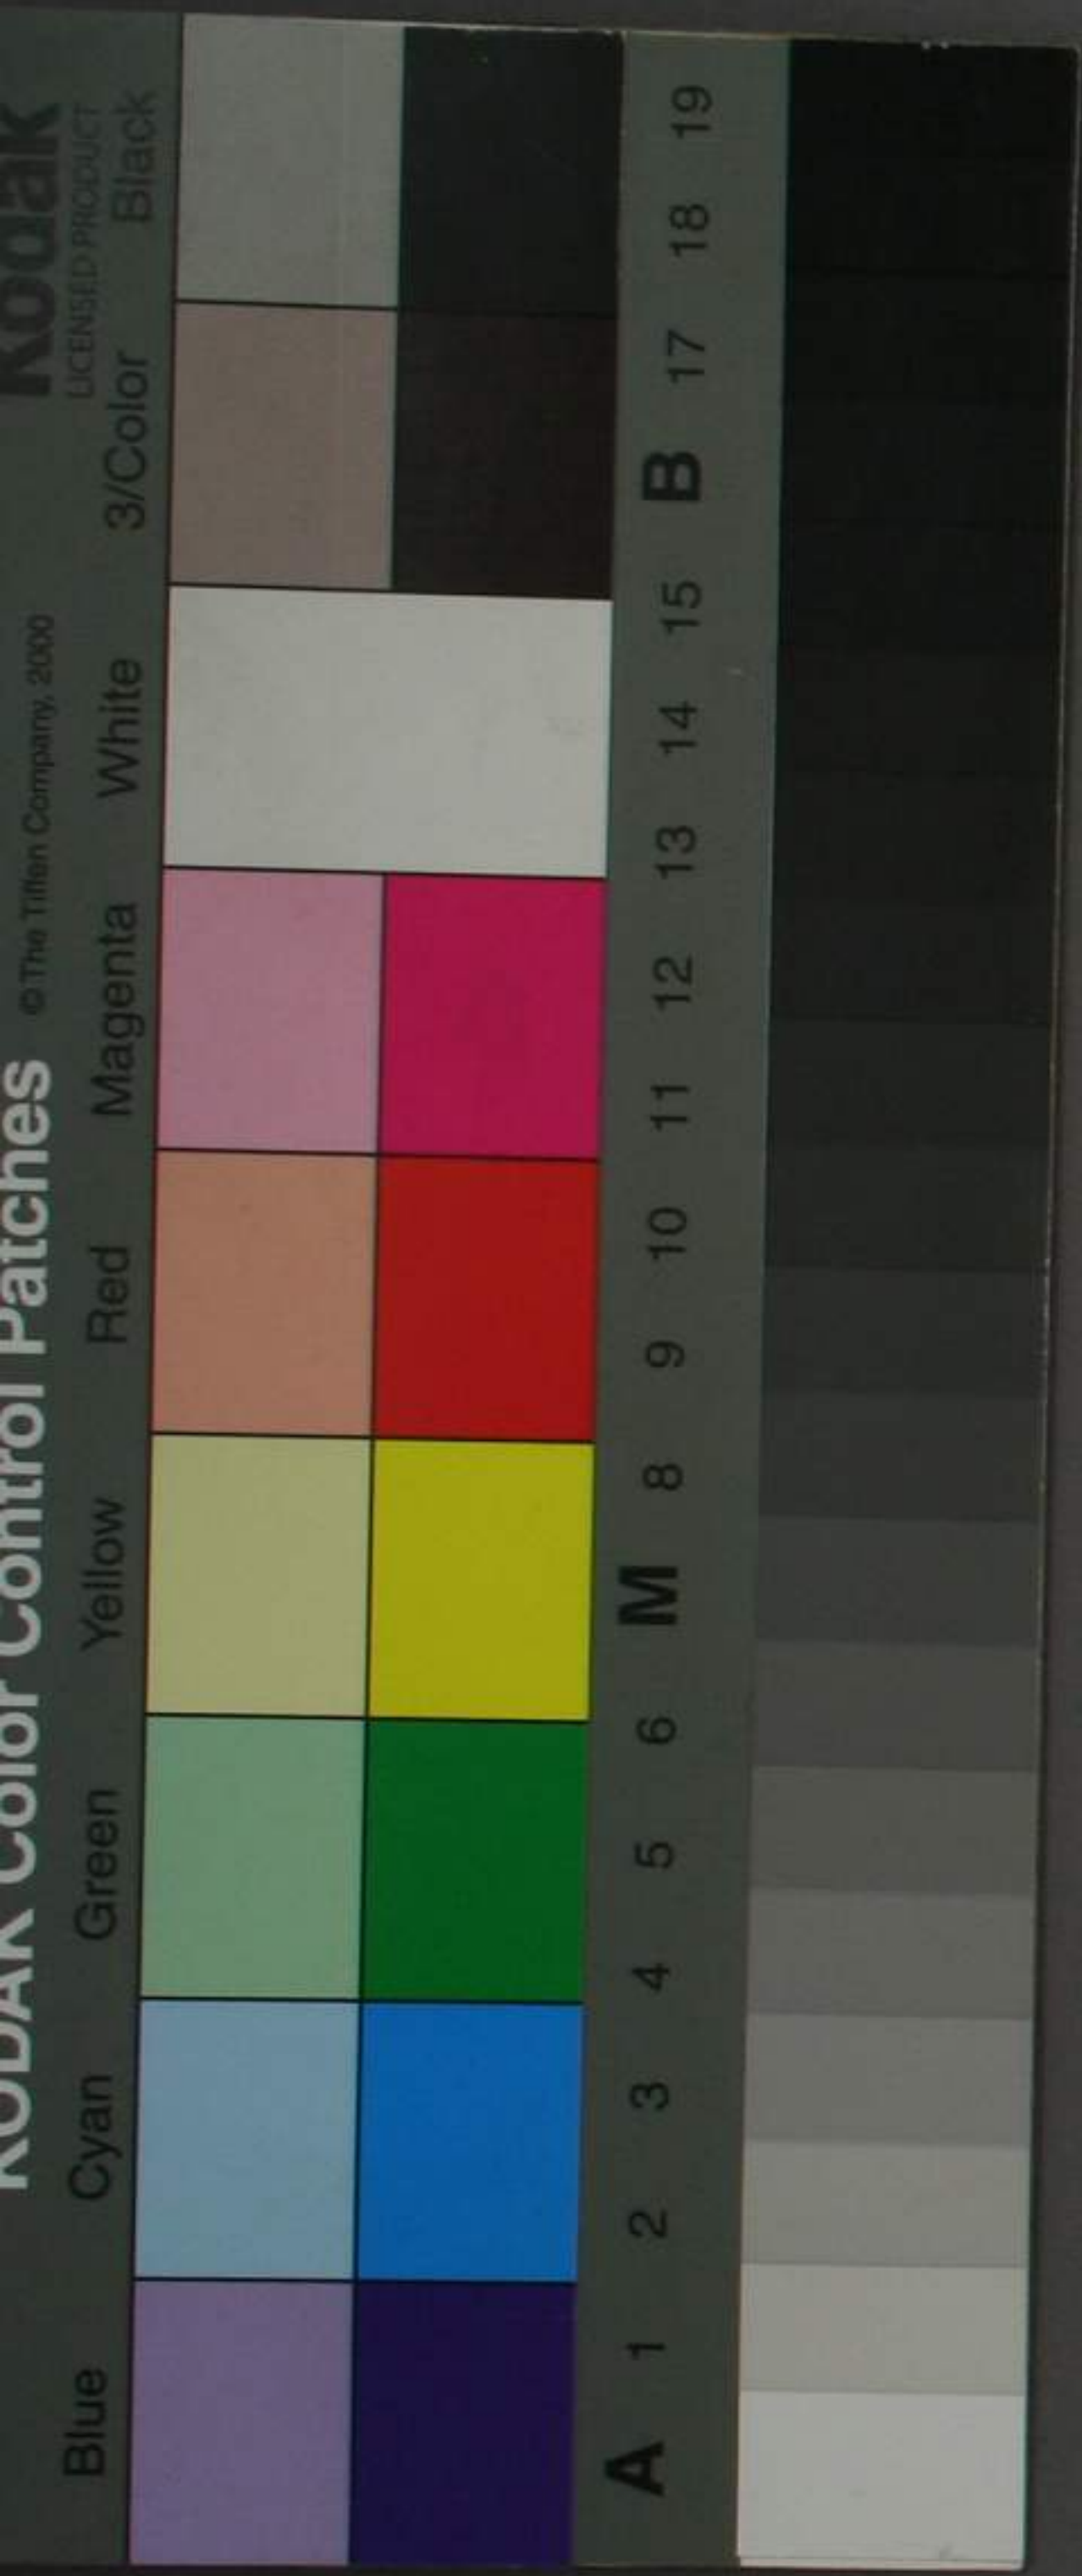 KODAK Color Control Patches © The Tiffen Company, 2000 Kodak
LICENSED PRODUCT
Blue Cyan Green Yellow Red Magenta White 3/Color Black
A 1 2 3 4 5 6 M 8 9 10 11 12 13 14 15 B 17 18 19